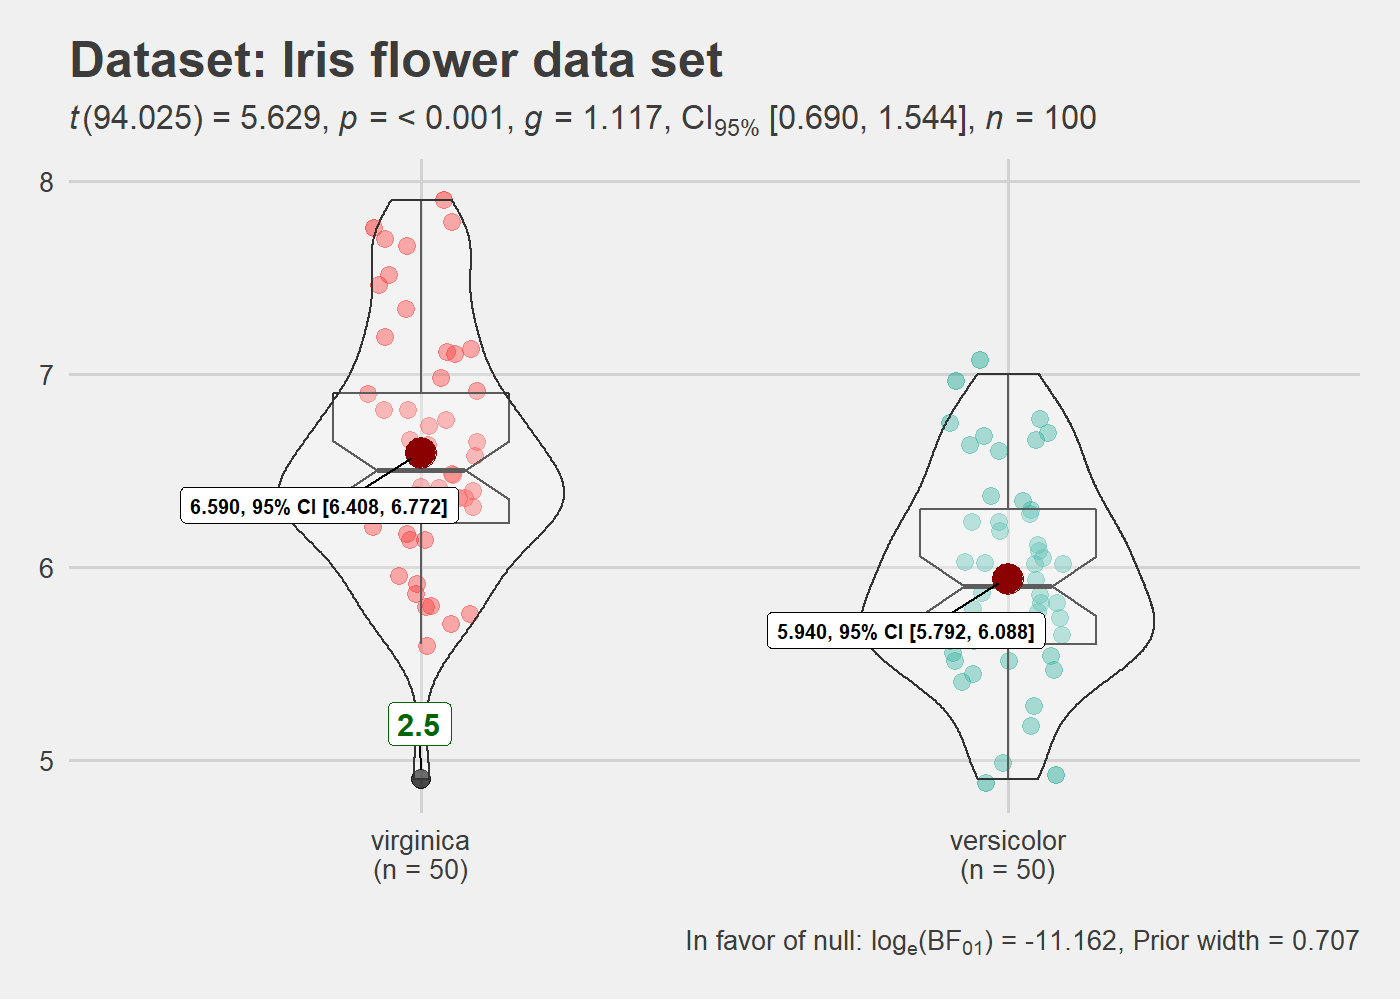 Dataset: Iris flower data set
t(94.025) = 5.629, p = < 0.001, g = 1.117, CI95% [0.690, 1.544], n = 100
8
7
6
5
6.590, 95% CI [6.408, 6.772]
5.940, 95% CI [5.792, 6.088]
2.5
virginica
(n = 50)
versicolor
(n = 50)
In favor of null: loge(BF01) = -11.162, Prior width = 0.707